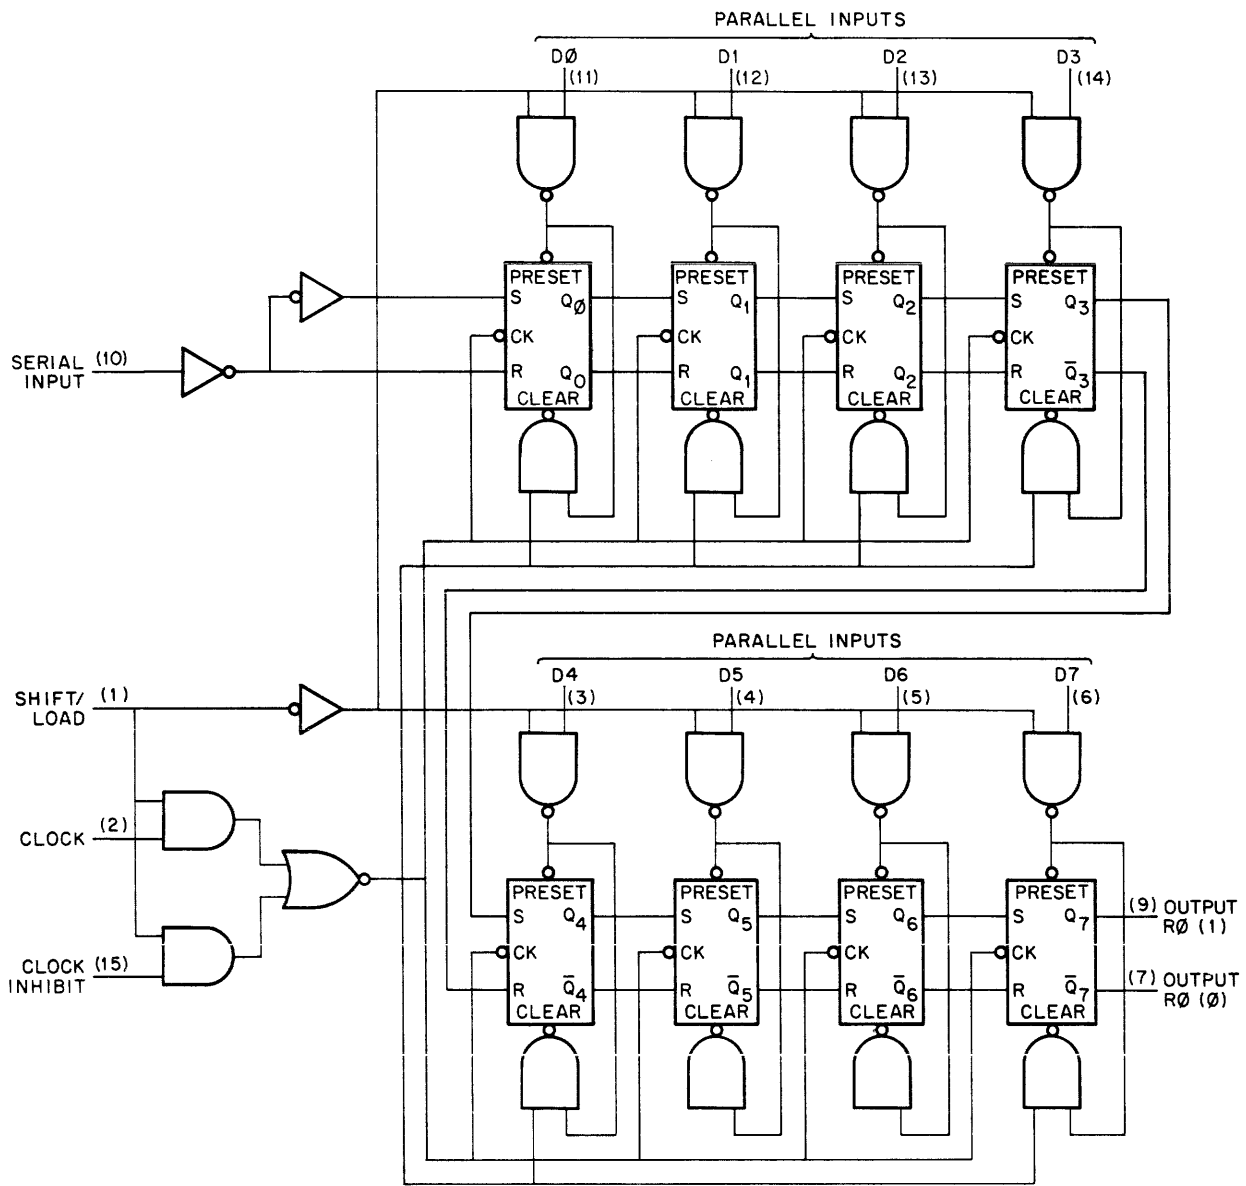 PARALLEL INPUTS
DØ D1 D2 D3
(11) (12) (13) (14)
PRESET PRESET PRESET PRESET
S QØ S Q1 S Q2 S Q3
CK CK CK CK
SERIAL INPUT (10)
R Q0 R Q1 R Q2 R Q̅3
CLEAR CLEAR CLEAR CLEAR
PARALLEL INPUTS
D4 D5 D6 D7
(3) (4) (5) (6)
SHIFT/ LOAD (1)
CLOCK (2)
PRESET PRESET PRESET PRESET
S Q4 S Q5 S Q6 S Q7
(9) OUTPUT RØ (1)
CK CK CK CK
CLOCK INHIBIT (15)
R Q̅4 R Q̅5 R Q̅6 R Q̅7
(7) OUTPUT RØ (Ø)
CLEAR CLEAR CLEAR CLEAR